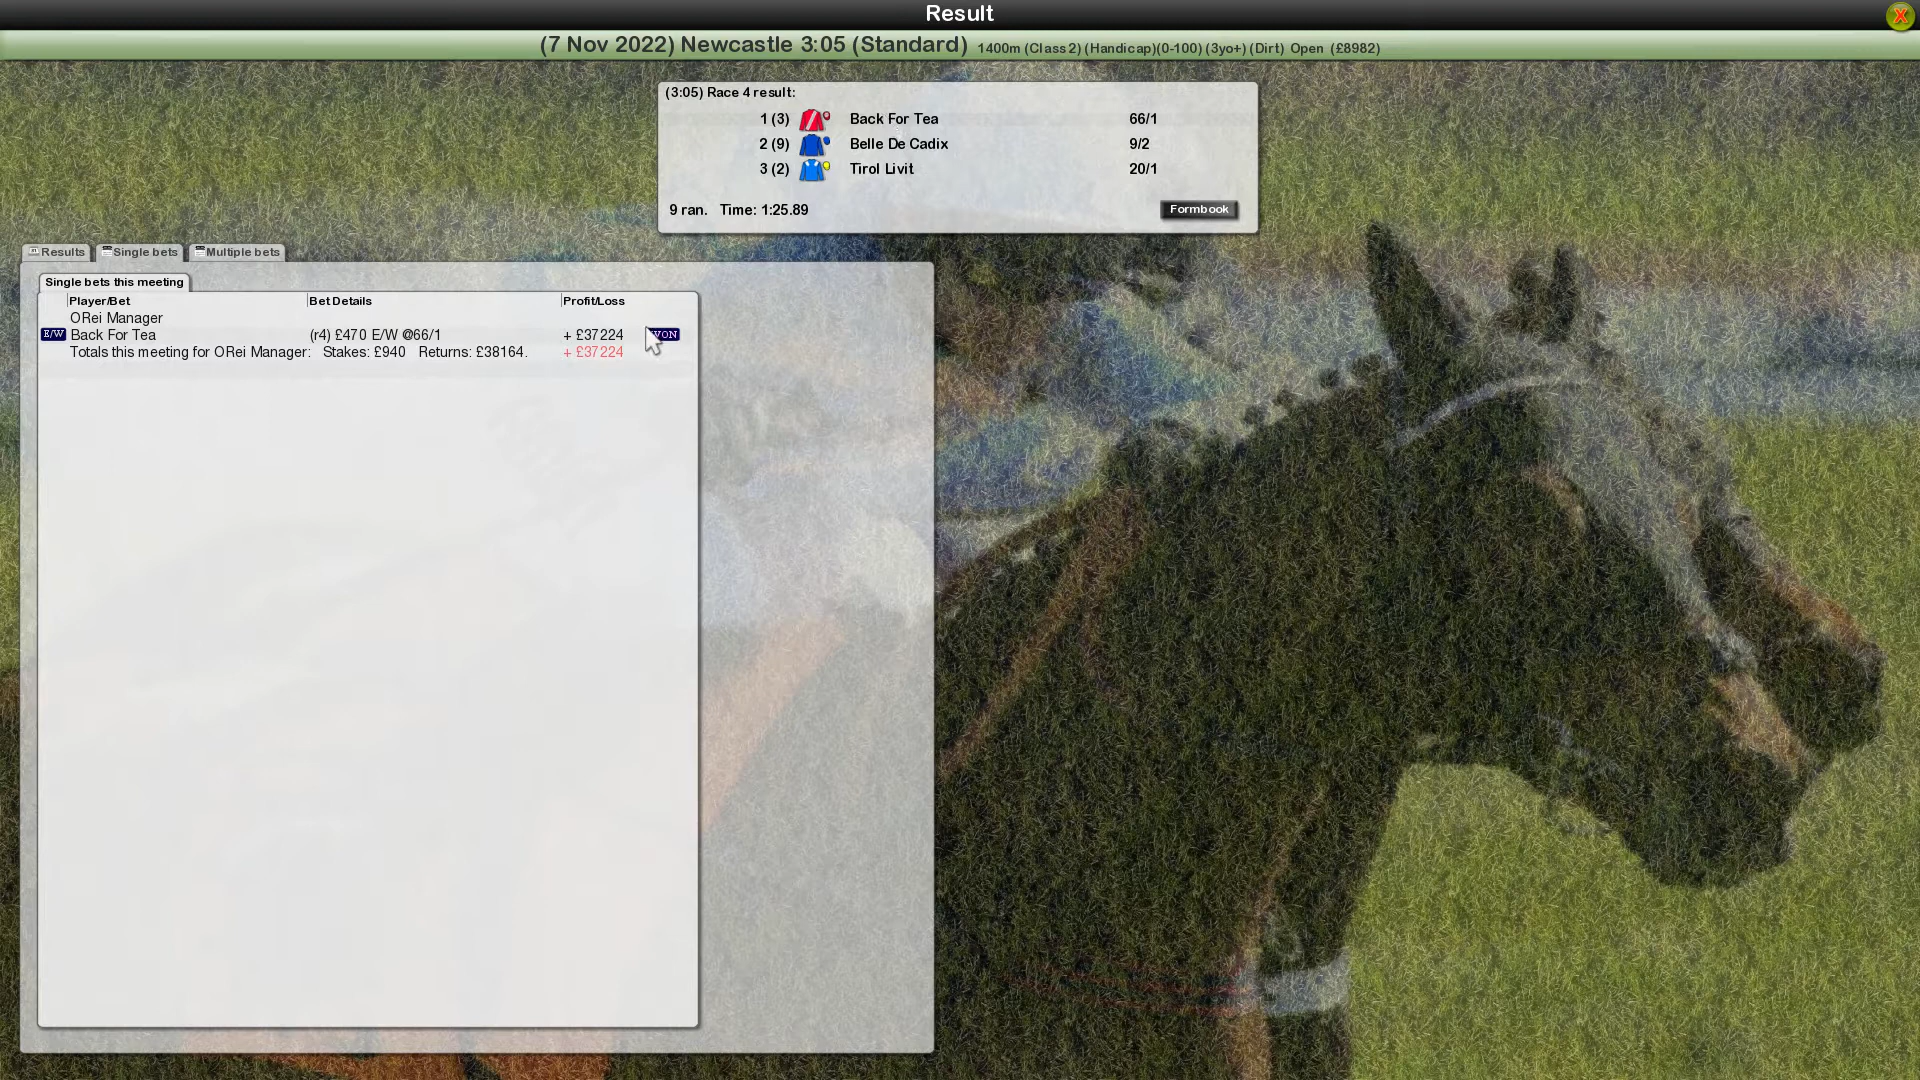 Result
X
(7 Nov 2022) Newcastle 3:05 (Standard) 1400m (Class 2) (Handicap)(0-100) (3yo+) (Dirt) Open (£8982)
(3:05) Race 4 result:
1 (3) Back For Tea 66/1
2 (9) Belle De Cadix 9/2
3 (2) Tirol Livit 20/1
9 ran. Time: 1:25.89 Formbook
Results Single bets Multiple bets
Single bets this meeting
Player/Bet Bet Details Profit/Loss
ORei Manager
E/W Back For Tea (r4) £470 E/W @66/1 + £37224
Totals this meeting for ORei Manager: Stakes: £940 Returns: £38164. + £37224